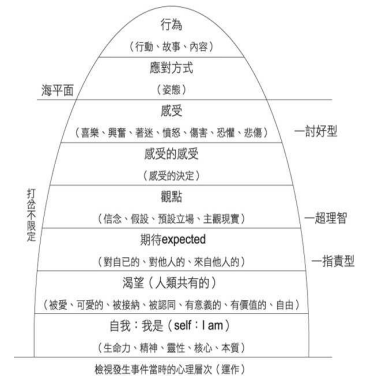 行為
（行動、故事、內容）
應對方式
海平面
（姿態）
感受
（喜樂、興奮、著迷、憤怒、傷害、恐懼、悲傷）
—討好型
感受的感受
（感受的決定）
打岔不限定
觀點
（信念、假設、預設立場、主觀現實）
—超理智
期待expected
（對自已的、對他人的、來自他人的）
—指責型
渴望（人類共有的）
（被愛、可愛的、被接納、被認同、有意義的、有價值的、自由）
自我：我是（self：I am）
（生命力、精神、靈性、核心、本質）
檢視發生事件當時的心理層次（運作）